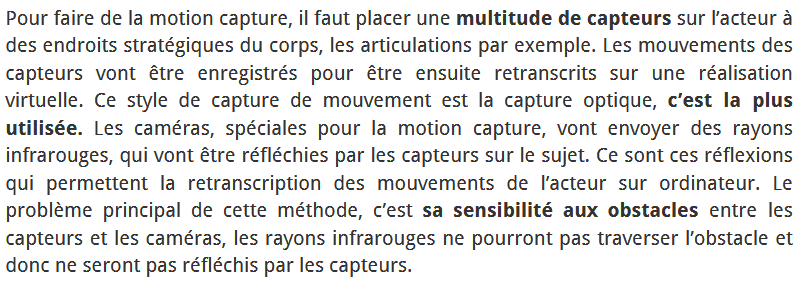 Pour faire de la motion capture, il faut placer une multitude de capteurs sur l’acteur à
des endroits stratégiques du corps, les articulations par exemple. Les mouvements des
capteurs vont être enregistrés pour être ensuite retranscrits sur une réalisation
virtuelle. Ce style de capture de mouvement est la capture optique, c’est la plus
utilisée. Les caméras, spéciales pour la motion capture, vont envoyer des rayons
infrarouges, qui vont être réfléchies par les capteurs sur le sujet. Ce sont ces réflexions
qui permettent la retranscription des mouvements de l’acteur sur ordinateur. Le
problème principal de cette méthode, c’est sa sensibilité aux obstacles entre les
capteurs et les caméras, les rayons infrarouges ne pourront pas traverser l’obstacle et
donc ne seront pas réfléchis par les capteurs.